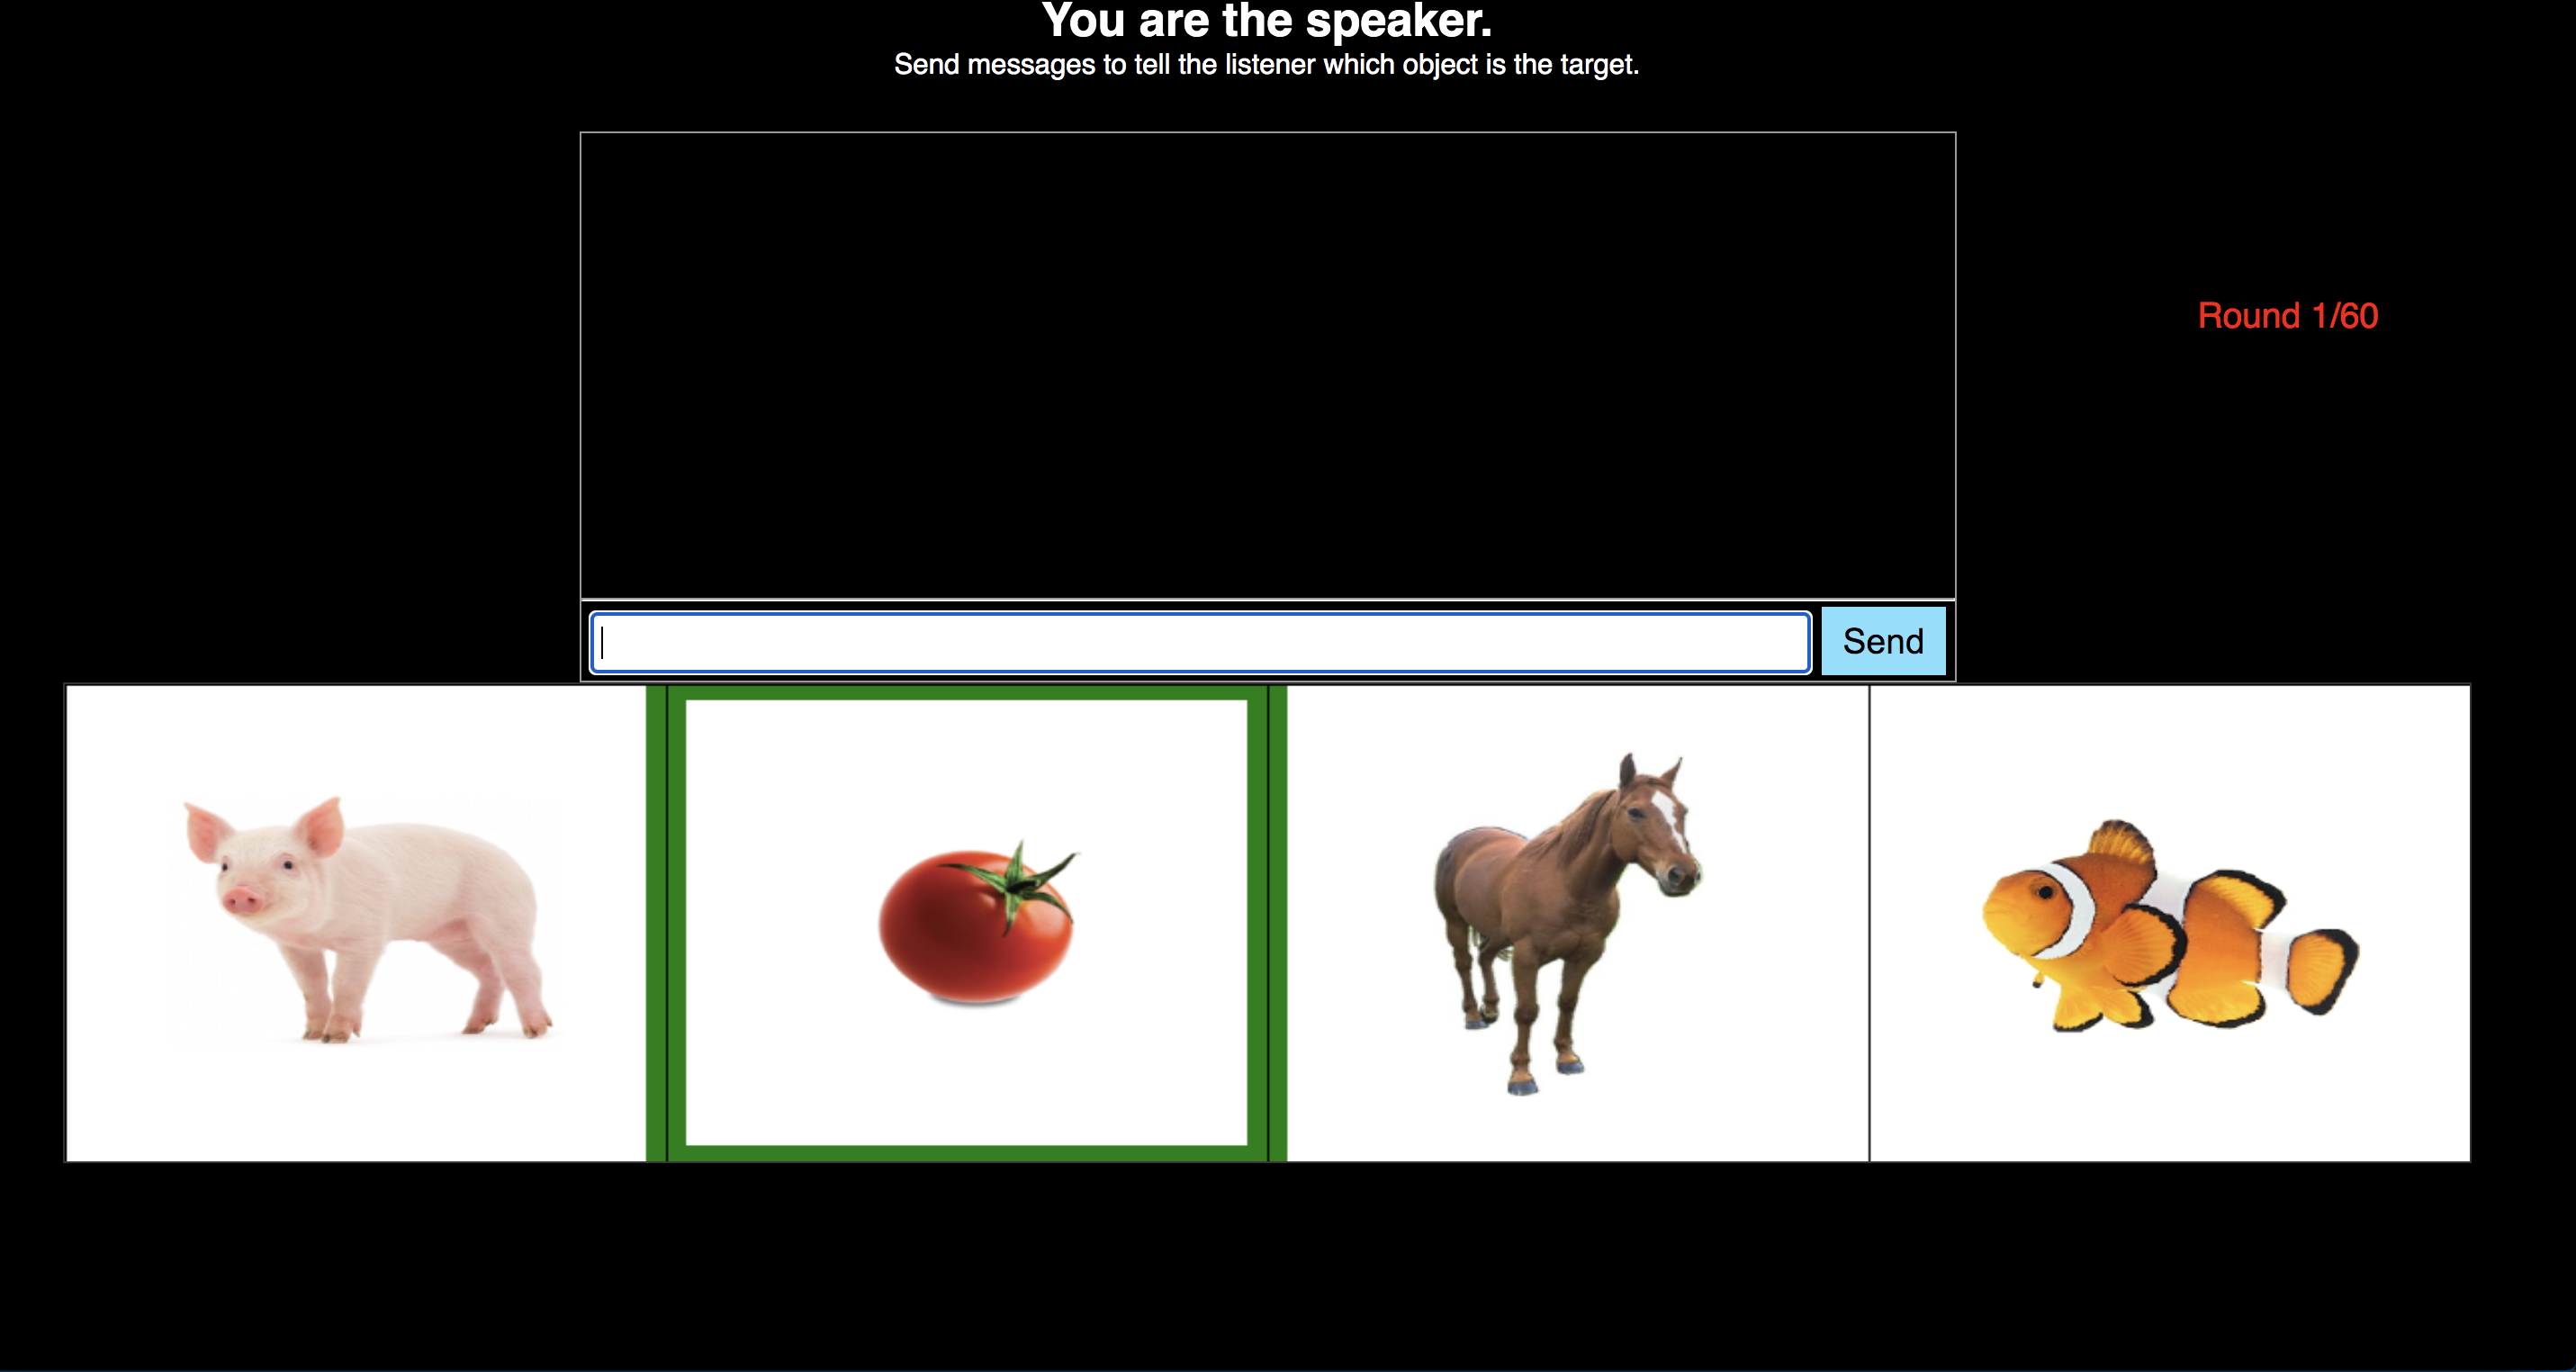 You are the speaker.
Send messages to tell the listener which object is the target.
Round 1/60
Send